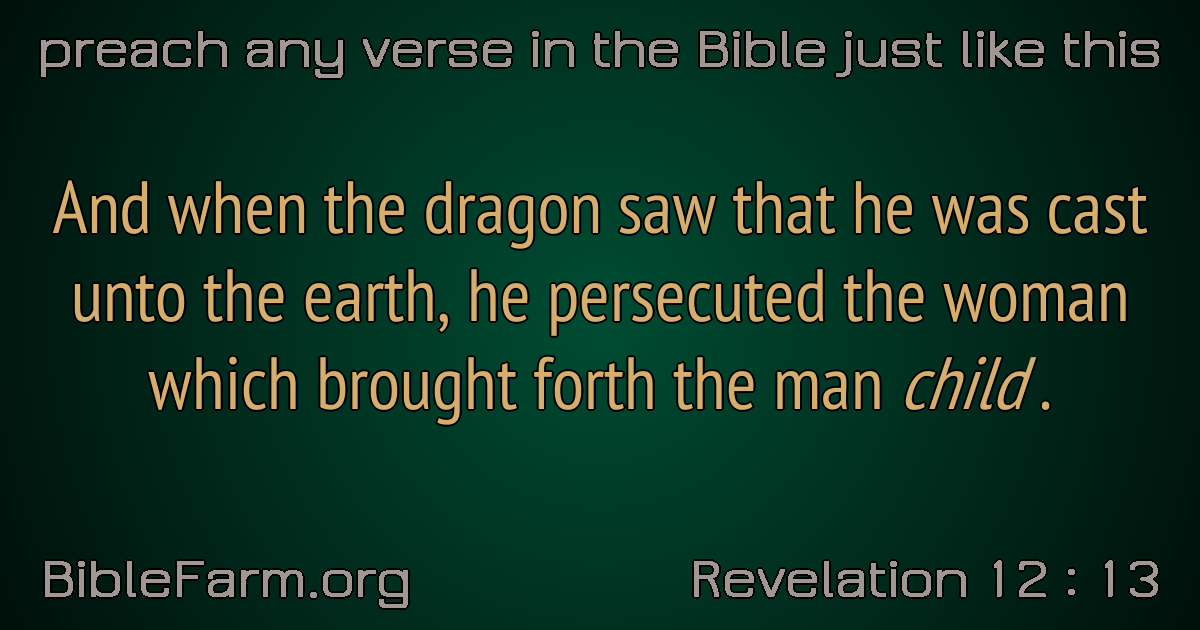 preach any verse in the Bible just like this
And when the dragon saw that he was cast
unto the earth, he persecuted the woman
which brought forth the man child .
BibleFarm.org
Revelation 12 : 13